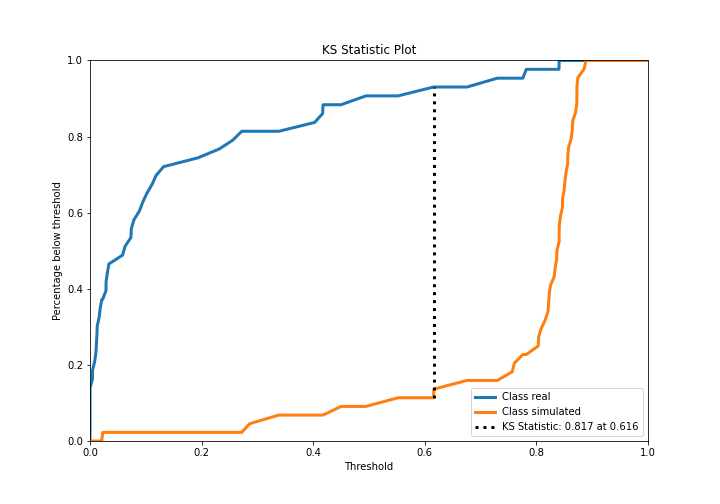 KS Statistic Plot
1.0
0.8
0.6
0.4
0.2
0.0
Percentage below threshold
0.0 0.2 0.4 0.6 0.8 1.0
Threshold
Class real
Class simulated
KS Statistic: 0.817 at 0.616